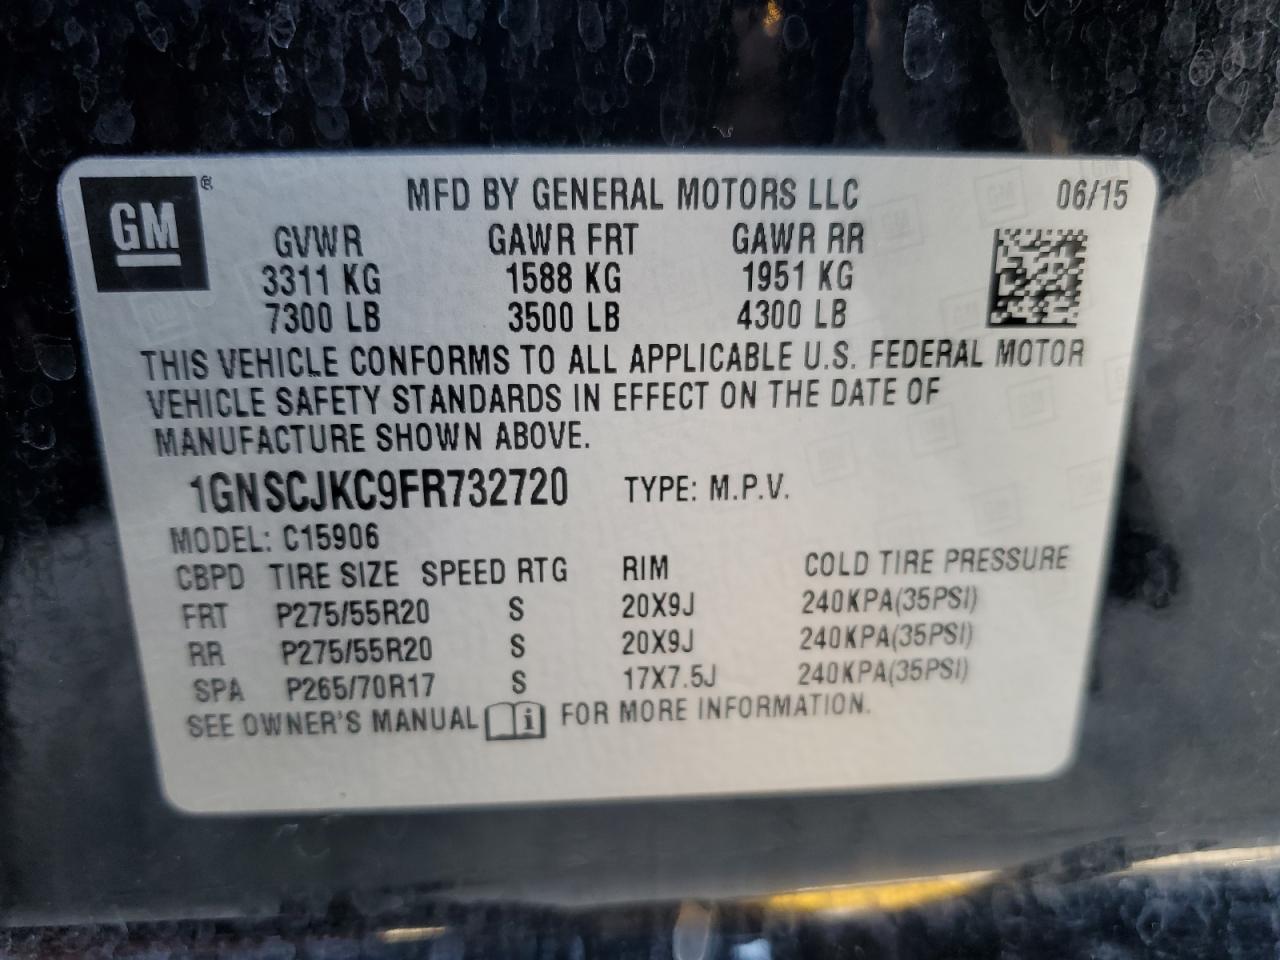 GM ®
MFD BY GENERAL MOTORS LLC 06/15
GVWR GAWR FRT GAWR RR
3311 KG 1588 KG 1951 KG
7300 LB 3500 LB 4300 LB
THIS VEHICLE CONFORMS TO ALL APPLICABLE U.S. FEDERAL MOTOR
VEHICLE SAFETY STANDARDS IN EFFECT ON THE DATE OF
MANUFACTURE SHOWN ABOVE.
1GNSCJKC9FR732720 TYPE: M.P.V.
MODEL: C15906
CBPD TIRE SIZE SPEED RTG RIM COLD TIRE PRESSURE
FRT P275/55R20 S 20X9J 240KPA(35PSI)
RR P275/55R20 S 20X9J 240KPA(35PSI)
SPA P265/70R17 S 17X7.5J 240KPA(35PSI)
SEE OWNER'S MANUAL i FOR MORE INFORMATION.